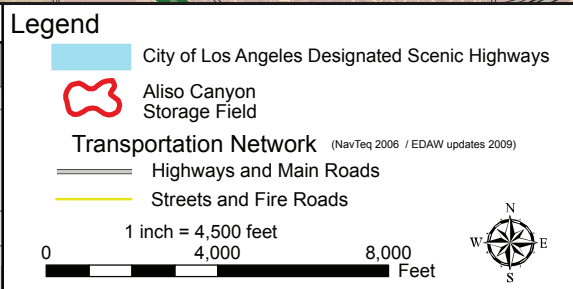 Legend
City of Los Angeles Designated Scenic Highways
Aliso Canyon
Storage Field
Transportation Network (NavTeq 2006 / EDAW updates 2009)
Highways and Main Roads
Streets and Fire Roads
1 inch = 4,500 feet
0 4,000 8,000
Feet
N
W E
S